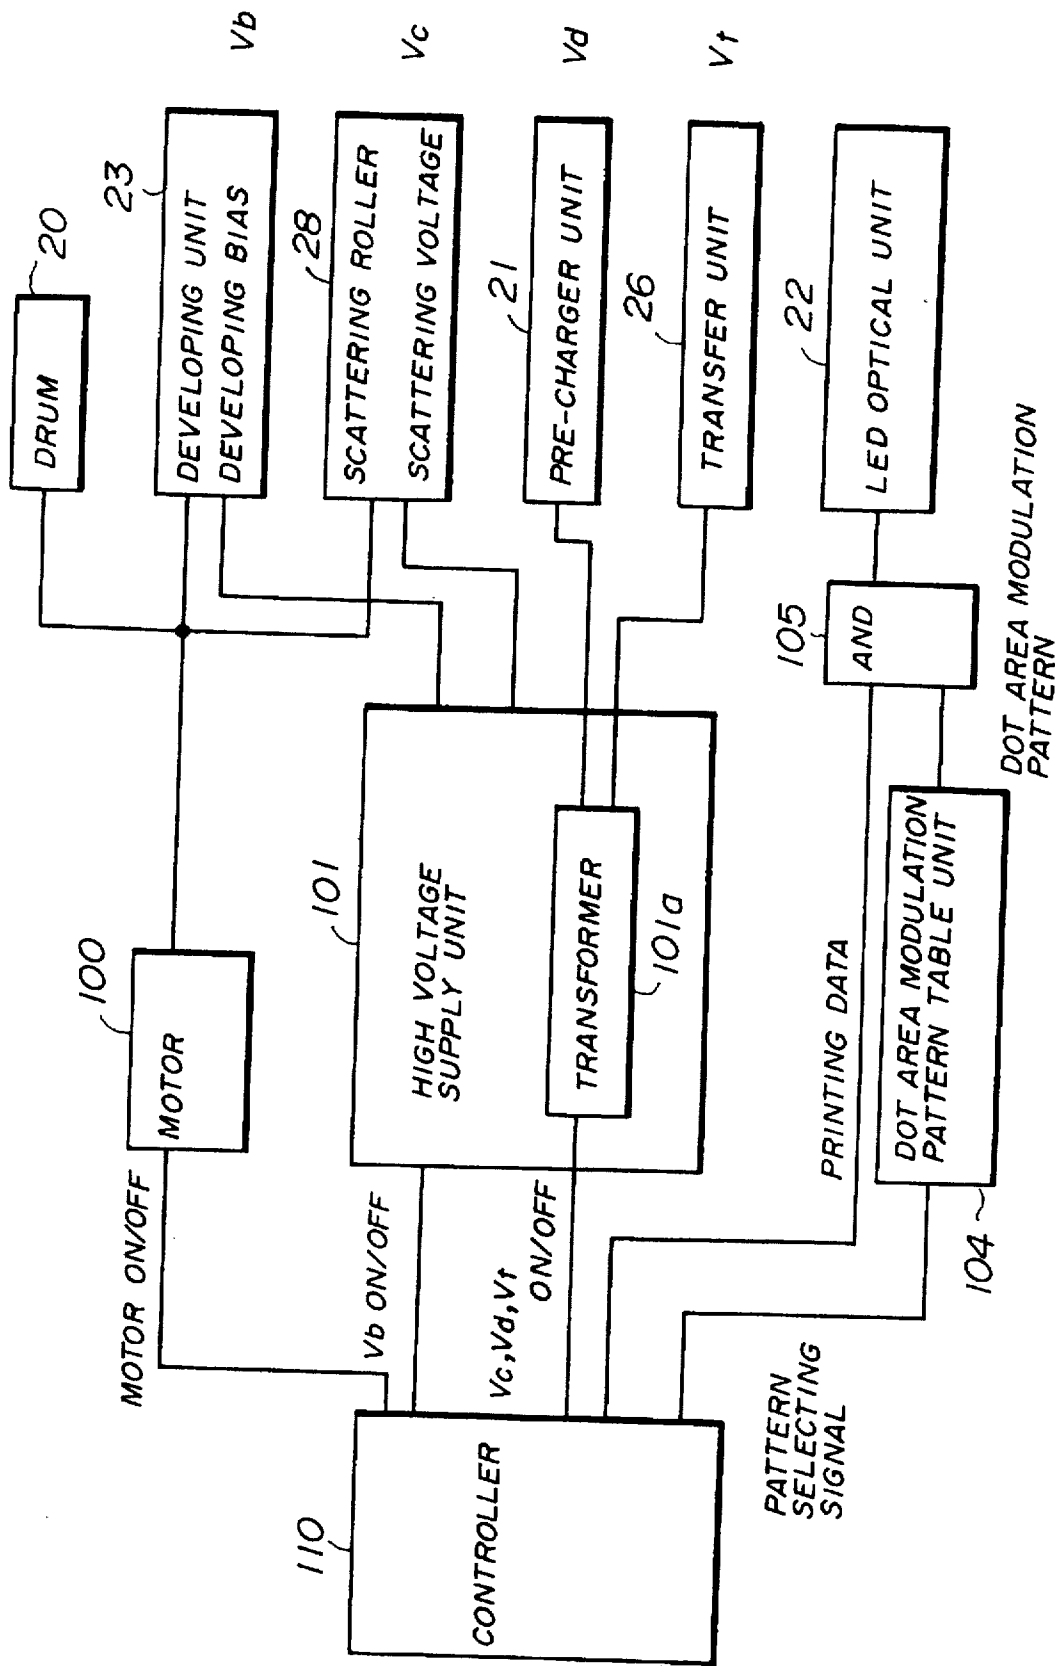 110
CONTROLLER
MOTOR ON/OFF
Vb ON/OFF
Vc,Vd,Vt
ON/OFF
PATTERN
SELECTING
SIGNAL
PRINTING DATA
100
MOTOR
101
HIGH VOLTAGE
SUPPLY UNIT
TRANSFORMER
101a
104
DOT AREA MODULATION
PATTERN TABLE UNIT
DOT AREA MODULATION
PATTERN
105
AND
20
DRUM
23
DEVELOPING UNIT
DEVELOPING BIAS
Vb
28
SCATTERING ROLLER
SCATTERING VOLTAGE
Vc
21
PRE-CHARGER UNIT
Vd
26
TRANSFER UNIT
Vt
22
LED OPTICAL UNIT